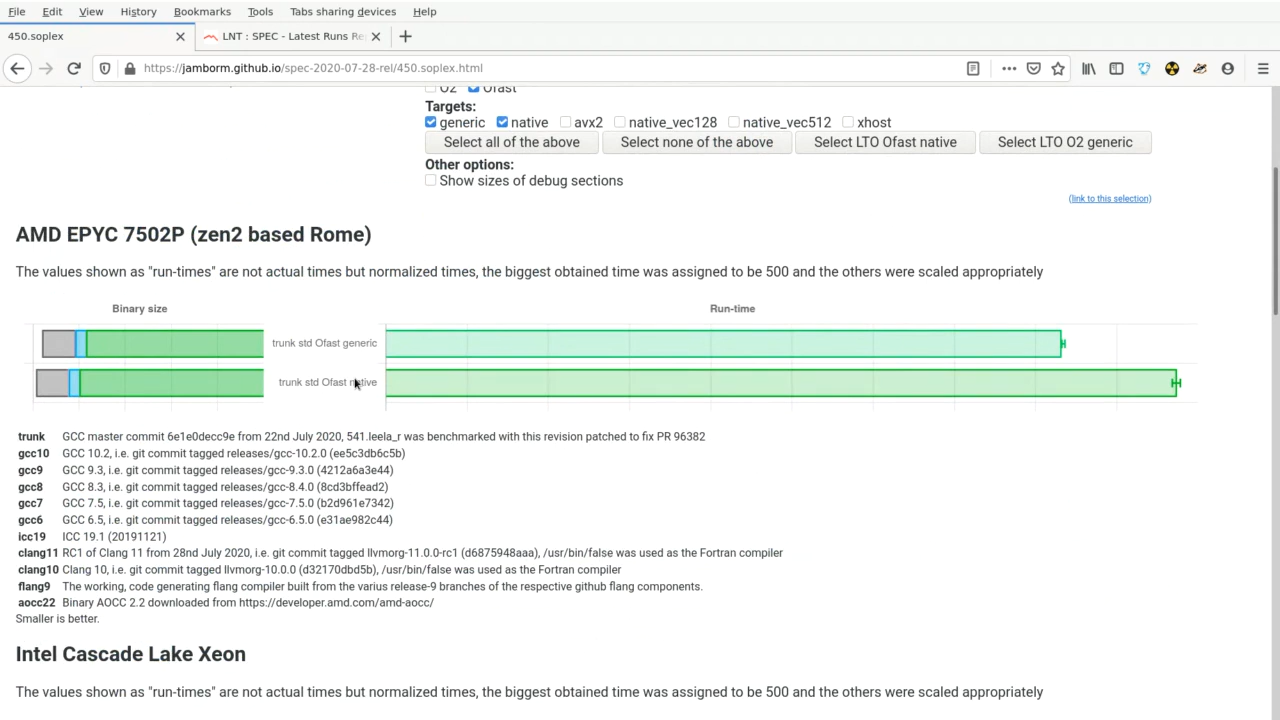 File Edit View History Bookmarks Tools Tabs sharing devices Help
450.soplex
LNT : SPEC - Latest Runs Re
https://jamborm.github.io/spec-2020-07-28-rel/450.soplex.html
O2 Ofast
Targets:
generic native avx2 native_vec128 native_vec512 xhost
Select all of the above Select none of the above Select LTO Ofast native Select LTO O2 generic
Other options:
Show sizes of debug sections
(link to this selection)
AMD EPYC 7502P (zen2 based Rome)
The values shown as "run-times" are not actual times but normalized times, the biggest obtained time was assigned to be 500 and the others were scaled appropriately
Binary size Run-time
trunk std Ofast generic
trunk std Ofast native
trunk GCC master commit 6e1e0decc9e from 22nd July 2020, 541.leela_r was benchmarked with this revision patched to fix PR 96382
gcc10 GCC 10.2, i.e. git commit tagged releases/gcc-10.2.0 (ee5c3db6c5b)
gcc9 GCC 9.3, i.e. git commit tagged releases/gcc-9.3.0 (4212a6a3e44)
gcc8 GCC 8.3, i.e. git commit tagged releases/gcc-8.4.0 (8cd3bffead2)
gcc7 GCC 7.5, i.e. git commit tagged releases/gcc-7.5.0 (b2d961e7342)
gcc6 GCC 6.5, i.e. git commit tagged releases/gcc-6.5.0 (e31ae982c44)
icc19 ICC 19.1 (20191121)
clang11 RC1 of Clang 11 from 28nd July 2020, i.e. git commit tagged llvmorg-11.0.0-rc1 (d6875948aaa), /usr/bin/false was used as the Fortran compiler
clang10 Clang 10, i.e. git commit tagged llvmorg-10.0.0 (d32170dbd5b), /usr/bin/false was used as the Fortran compiler
flang9 The working, code generating flang compiler built from the varius release-9 branches of the respective github flang components.
aocc22 Binary AOCC 2.2 downloaded from https://developer.amd.com/amd-aocc/
Smaller is better.
Intel Cascade Lake Xeon
The values shown as "run-times" are not actual times but normalized times, the biggest obtained time was assigned to be 500 and the others were scaled appropriately